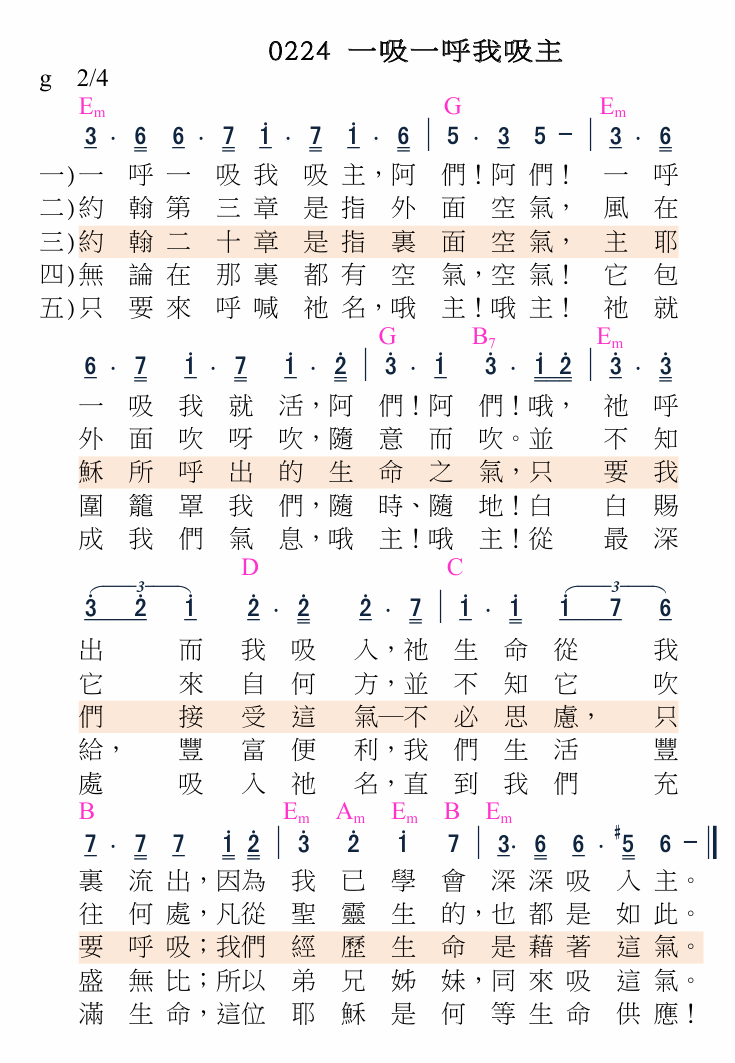 0224 一吸一呼我吸主
g 2/4
Em G Em
3 . 6 6 . 7 i . 7 i . 6 | 5 . 3 5 – | 3 . 6
一)一呼一吸我吸主，阿們！阿們！一呼
二)約翰第三章是指外面空氣，風在
三)約翰二十章是指裏面空氣，主耶
四)無論在那裏都有空氣，空氣！它包
五)只要來呼喊祂名，哦主！哦主！祂就
G B7 Em
6 . 7 i . 7 i . 2̇ | 3̇ . i 3̇ . i 2̇ | 3̇ . 3̇
一吸我就活，阿們！阿們！哦，祂呼
外面吹呀吹，隨意而吹。並不知
穌所呼出的生命之氣，只要我
圍籠罩我們，隨時、隨地！白白賜
成我們氣息，哦主！哦主！從最深
D C
3 3
3̇ 2̇ i 2̇ . 2̇ 2̇ . 7 | i . i i 7 6
出而我吸入，祂生命從我
它來自何方，並不知它吹
們接受這氣—不必思慮，只
給，豐富便利，我們生活豐
處吸入祂名，直到我們充
B Em Am Em B Em
7 . 7 7 i 2̇ | 3̇ 2̇ i 7 | 3 . 6 6 . #5 6 – ||
裏流出，因為我已學會深深吸入主。
往何處，凡從聖靈生的，也都是如此。
要呼吸；我們經歷生命是藉著這氣。
盛無比；所以弟兄姊妹，同來吸這氣。
滿生命，這位耶穌是何等生命供應！